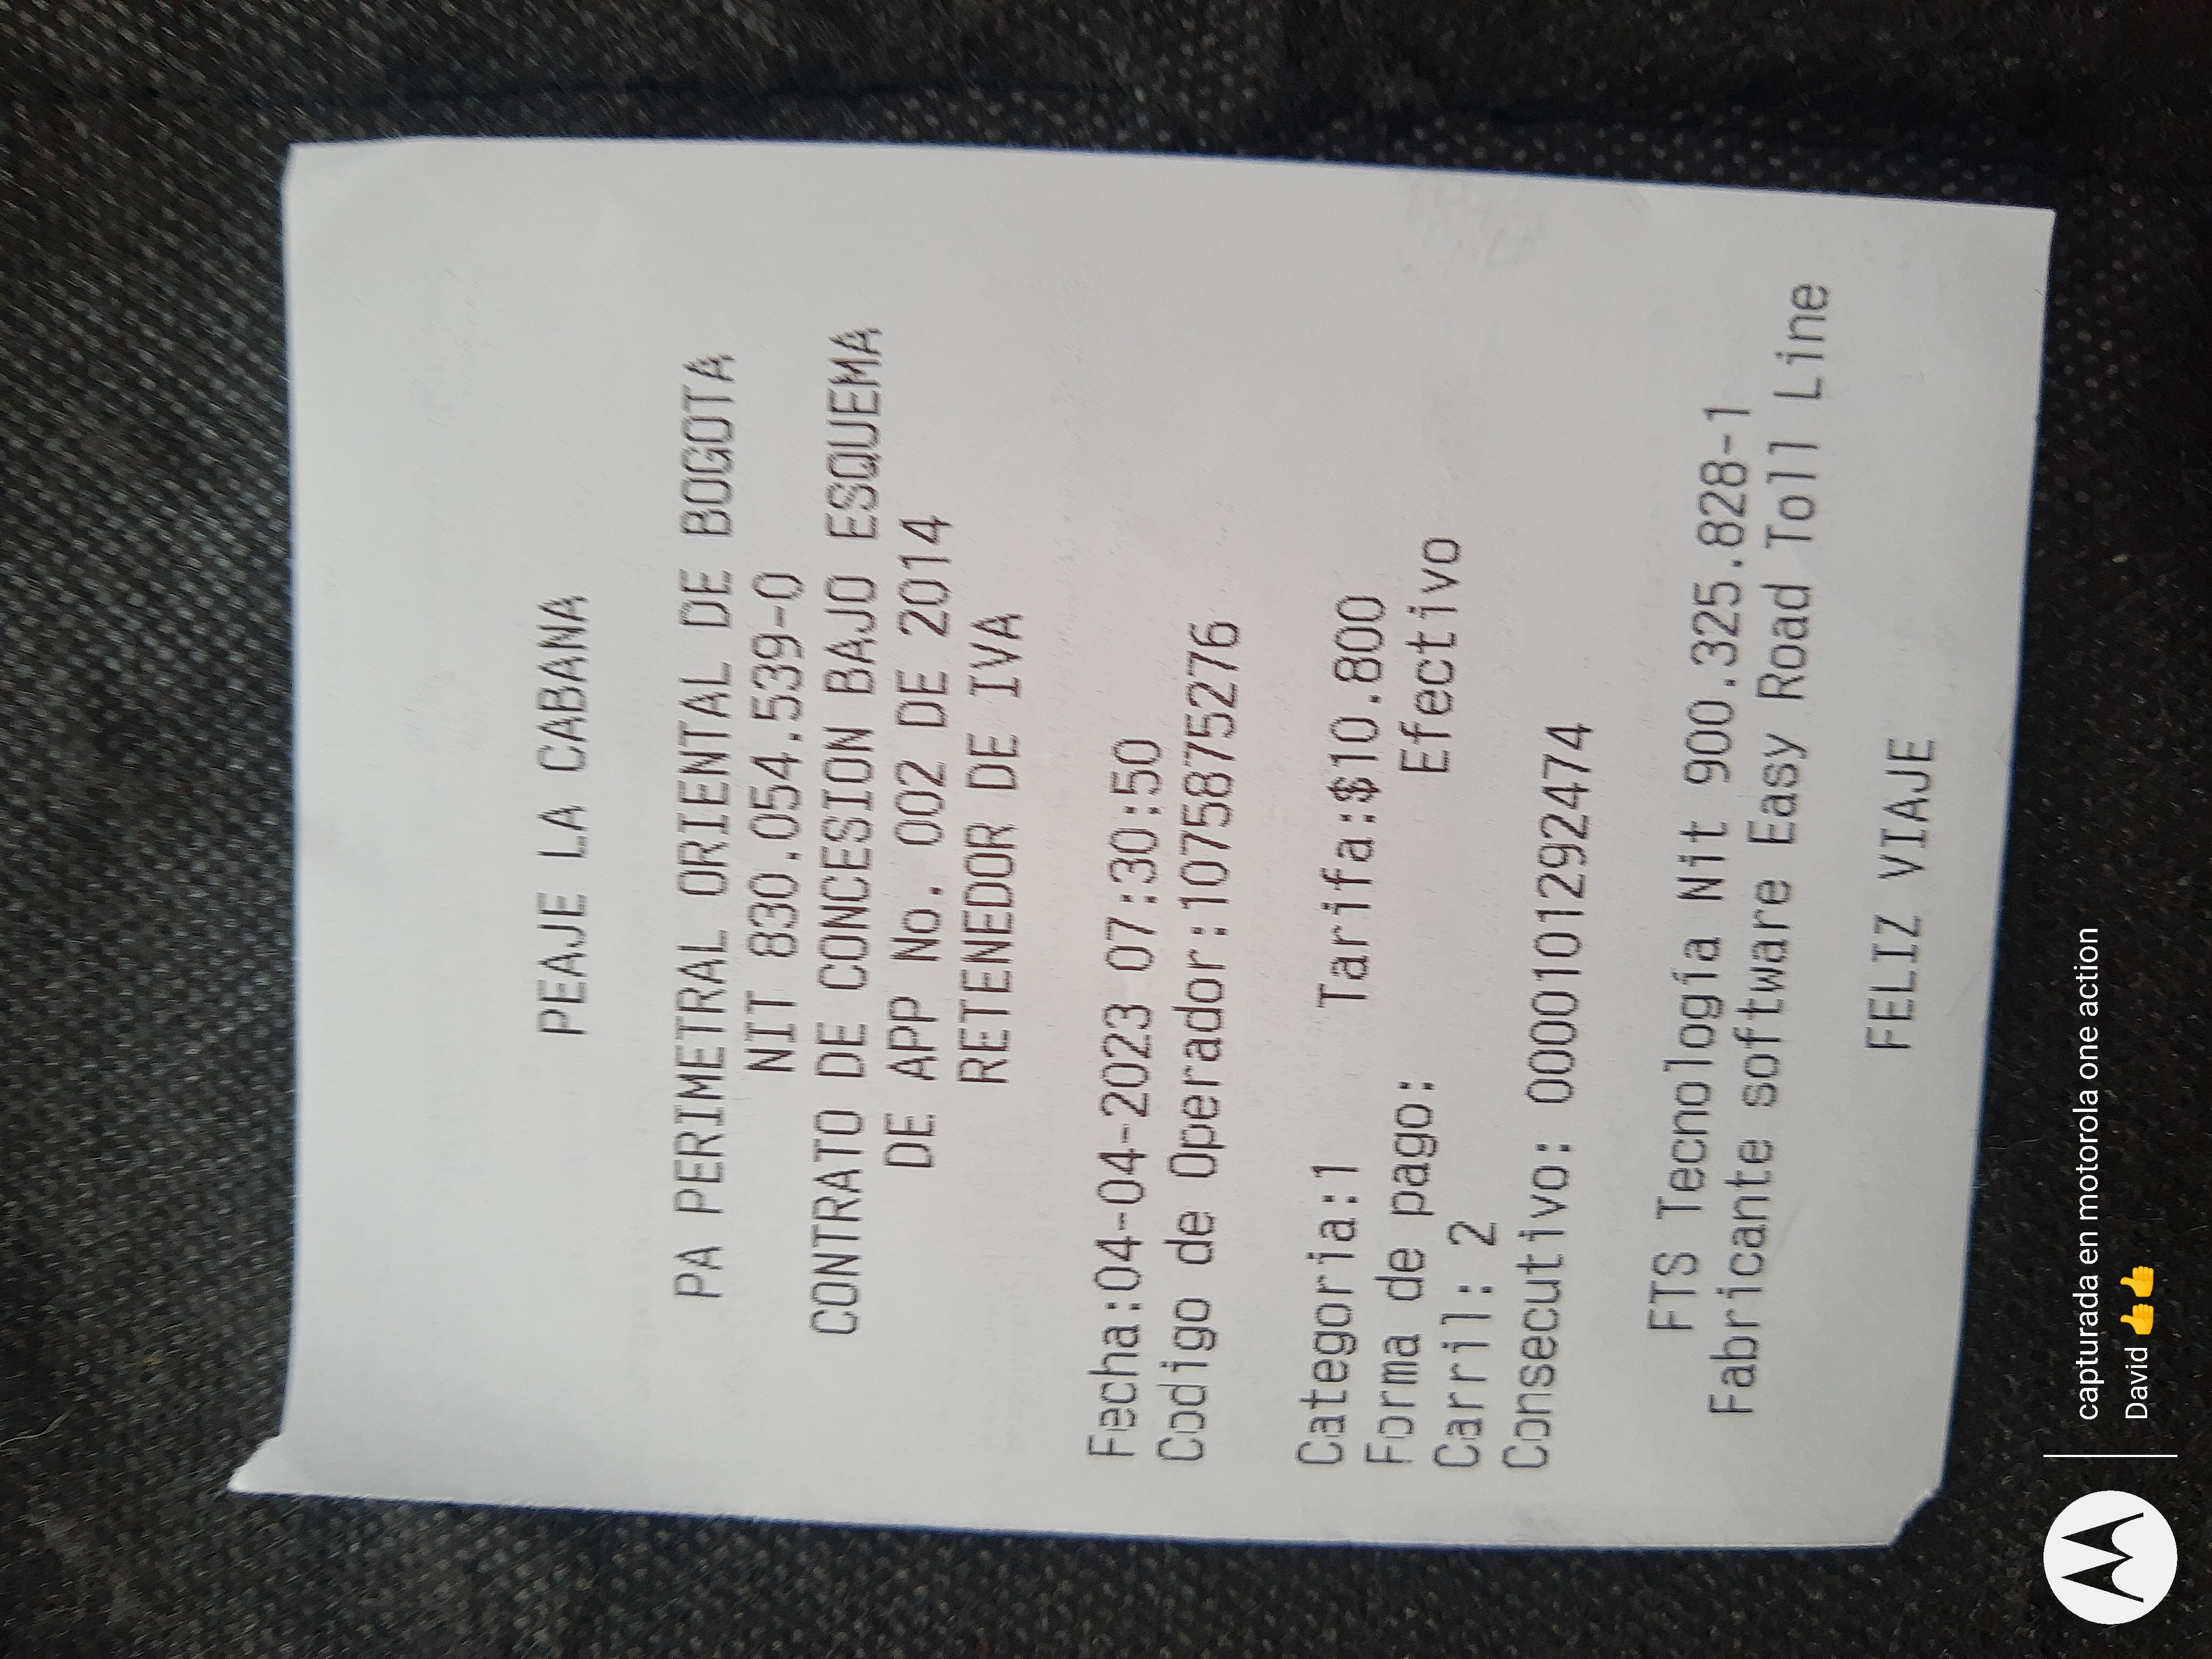 PEAJE LA CABANA
PA PERIMETRAL ORIENTAL DE BOGOTA
NIT 830.054.539-0
CONTRATO DE CONCESION BAJO ESQUEMA
DE APP No. 002 DE 2014
RETENEDOR DE IVA
Fecha:04-04-2023 07:30:50
Codigo de Operador:1075875276
Categoria:1 Tarifa:$10.800
Forma de pago: Efectivo
Carril: 2
Consecutivo: 000101292474
FTS Tecnología Nit 900.325.828-1
Fabricante software Easy Road Toll Line
FELIZ VIAJE
capturada en motorola one action
David 👍👍